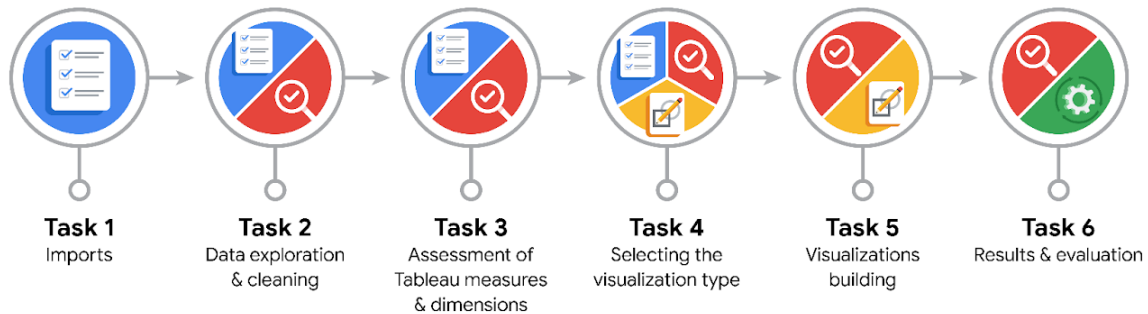 Task 1
Imports
Task 2
Data exploration
& cleaning
Task 3
Assessment of
Tableau measures
& dimensions
Task 4
Selecting the
visualization type
Task 5
Visualizations
building
Task 6
Results & evaluation